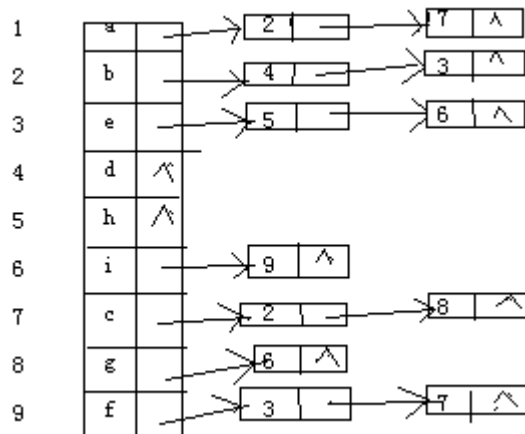 1 a 2 7 ^
2 b 4 3 ^
3 e 5 6 ^
4 d ^
5 h ^
6 i 9 ^
7 c 2 8 ^
8 g 6 ^
9 f 3 7 ^